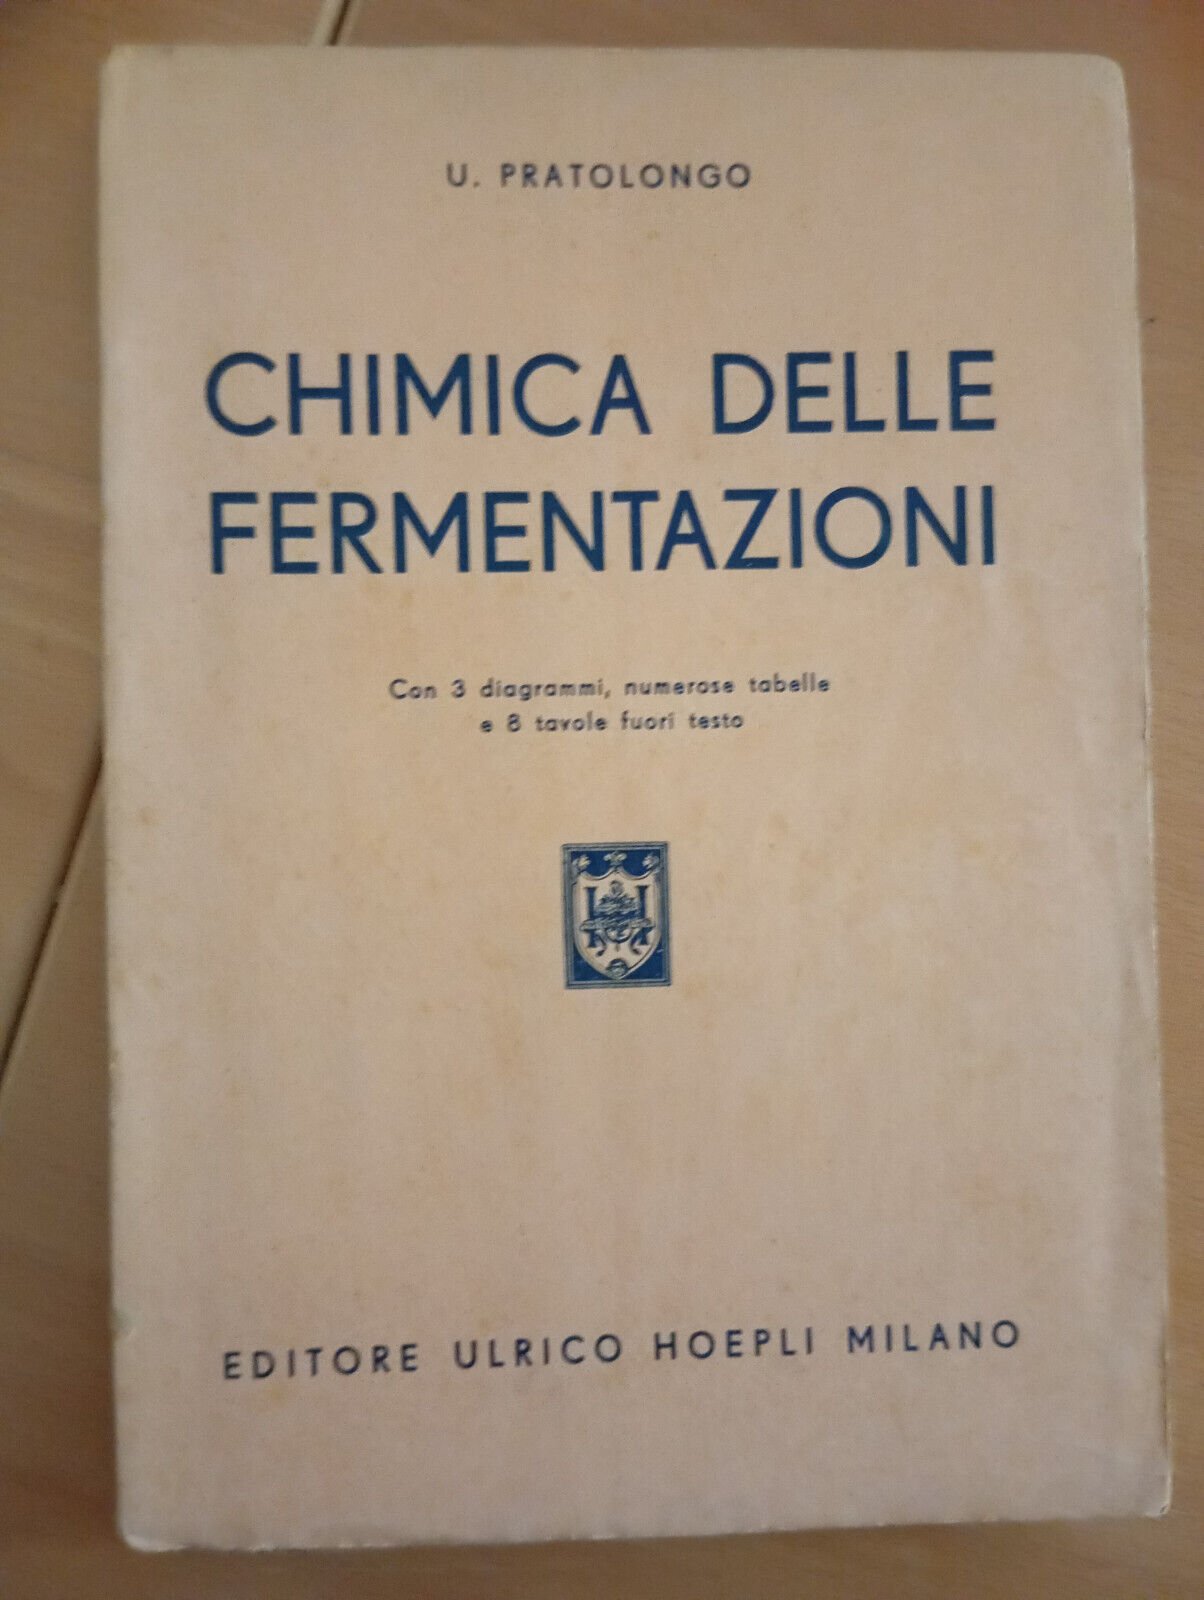 U. PRATOLONGO
CHIMICA DELLE
FERMENTAZIONI
Con 3 diagrammi, numerose tabelle
e 8 tavole fuori testo
EDITORE ULRICO HOEPLI MILANO